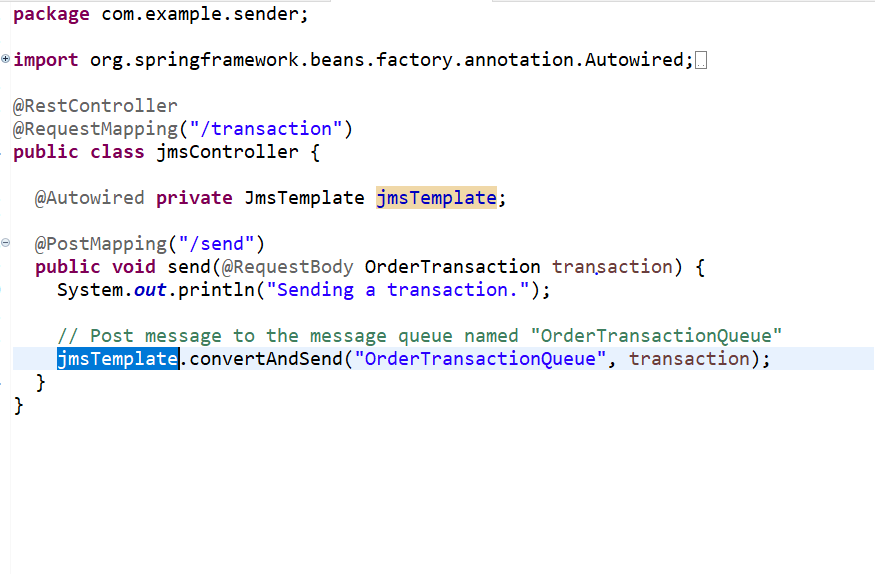 package com.example.sender;
import org.springframework.beans.factory.annotation.Autowired;
@RestController
@RequestMapping("/transaction")
public class jmsController {
@Autowired private JmsTemplate jmsTemplate;
@PostMapping("/send")
public void send(@RequestBody OrderTransaction transaction) {
System.out.println("Sending a transaction.");
// Post message to the message queue named "OrderTransactionQueue"
jmsTemplate.convertAndSend("OrderTransactionQueue", transaction);
}
}